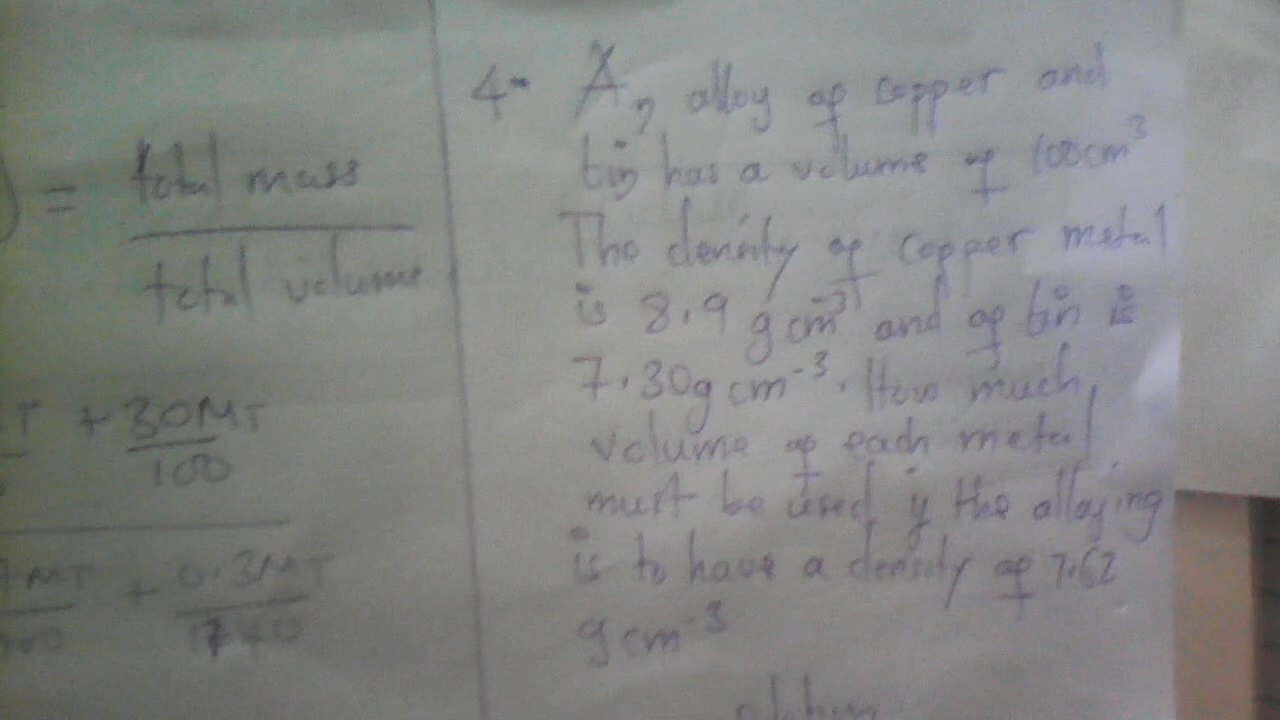 ) = total mass
total volume
T + 30MT
100
MT + 0.3MT
4. An alloy of copper and
tin has a volume of 100cm³
The density of copper metal
is 8.9 gcm⁻³ and of tin is
7.30g cm⁻³. How much
volume of each metal
must be used if the alloying
is to have a density of 7.62
g cm⁻³